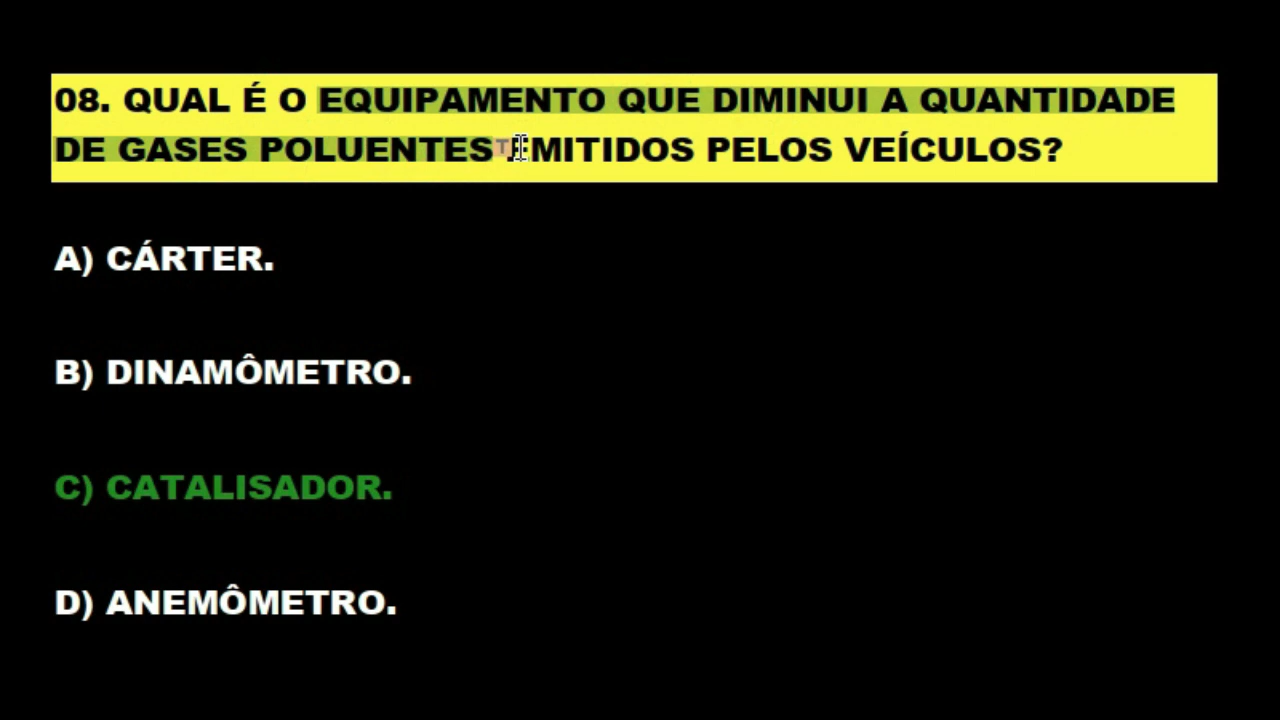 08. QUAL É O EQUIPAMENTO QUE DIMINUI A QUANTIDADE
DE GASES POLUENTES EMITIDOS PELOS VEÍCULOS?
A) CÁRTER.
B) DINAMÔMETRO.
C) CATALISADOR.
D) ANEMÔMETRO.